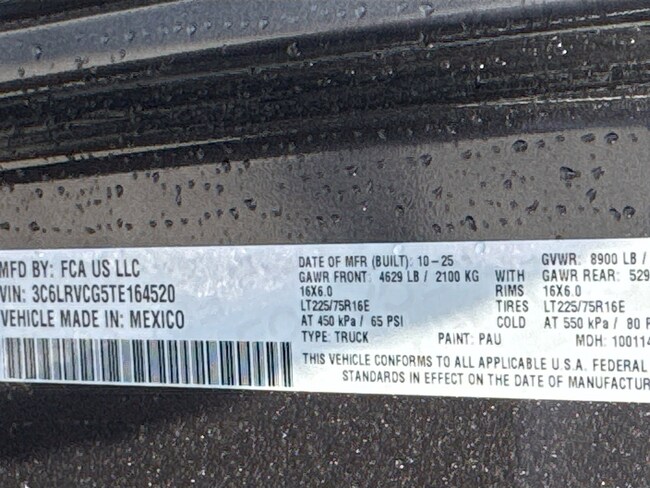 MFD BY: FCA US LLC
VIN: 3C6LRVCG5TE164520
VEHICLE MADE IN: MEXICO
DATE OF MFR (BUILT): 10-25 GVWR: 8900 LB /
GAWR FRONT: 4629 LB / 2100 KG WITH GAWR REAR: 529
16X6.0 RIMS 16X6.0
LT225/75R16E TIRES LT225/75R16E
AT 450 kPa / 65 PSI COLD AT 550 kPa / 80 P
TYPE: TRUCK PAINT: PAU MDH: 100114
THIS VEHICLE CONFORMS TO ALL APPLICABLE U.S.A. FEDERAL
STANDARDS IN EFFECT ON THE DATE OF MANUFACTUR